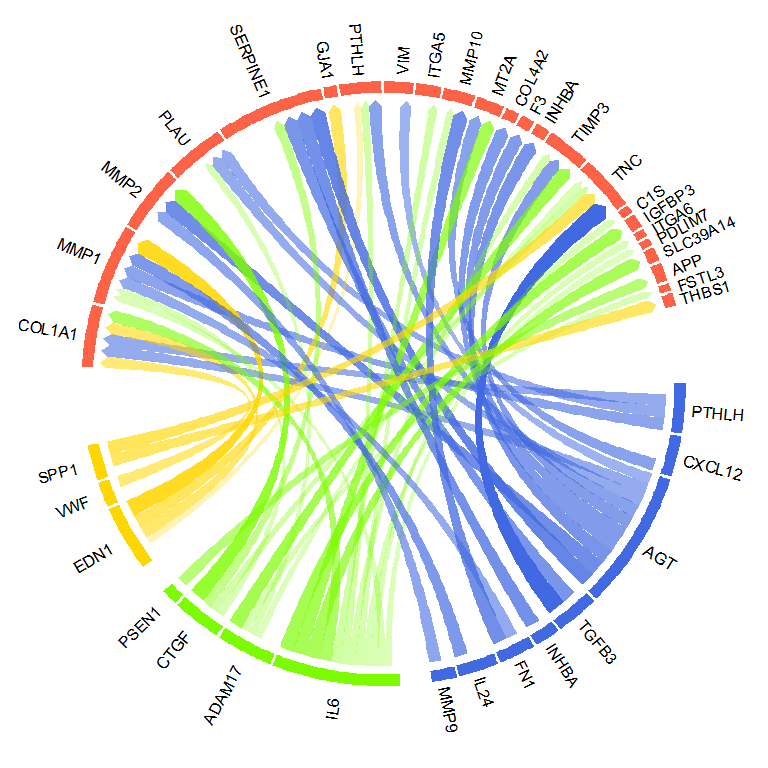 COL1A1
MMP1
MMP2
PLAU
SERPINE1
GJA1
PTHLH
VIM
ITGA5
MMP10
MT2A
COL4A2
F3
INHBA
TIMP3
TNC
C1S
IGFBP3
ITGA6
PDLIM7
SLC39A14
APP
FSTL3
THBS1
PTHLH
CXCL12
AGT
TGFB3
INHBA
FN1
IL24
MMP9
IL6
ADAM17
CTGF
PSEN1
EDN1
VWF
SPP1